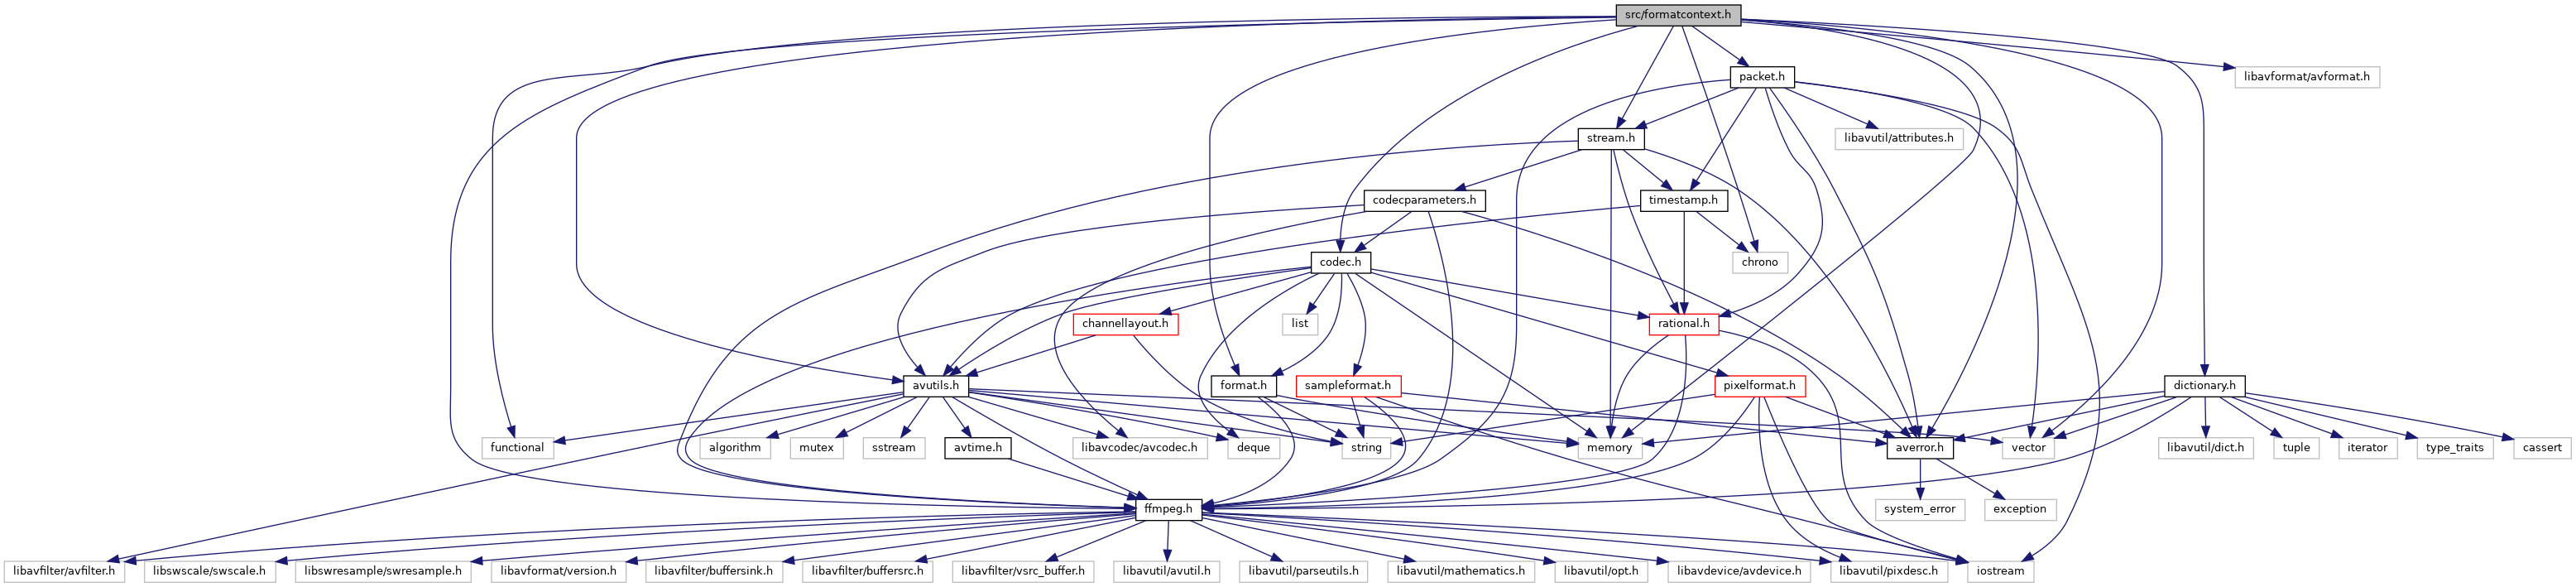 src/formatcontext.h
packet.h
libavformat/avformat.h
stream.h
libavutil/attributes.h
codecparameters.h
timestamp.h
codec.h
chrono
channellayout.h
list
rational.h
avutils.h
format.h
sampleformat.h
pixelformat.h
dictionary.h
functional
algorithm
mutex
sstream
avtime.h
libavcodec/avcodec.h
deque
string
memory
averror.h
vector
libavutil/dict.h
tuple
iterator
type_traits
cassert
ffmpeg.h
system_error
exception
libavfilter/avfilter.h
libswscale/swscale.h
libswresample/swresample.h
libavformat/version.h
libavfilter/buffersink.h
libavfilter/buffersrc.h
libavfilter/vsrc_buffer.h
libavutil/avutil.h
libavutil/parseutils.h
libavutil/mathematics.h
libavutil/opt.h
libavdevice/avdevice.h
libavutil/pixdesc.h
iostream